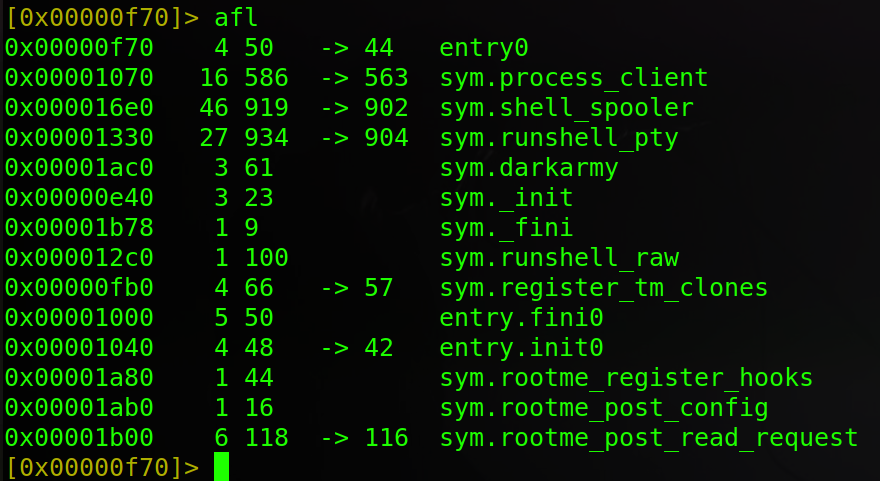 [0x00000f70]> afl
0x00000f70    4 50   -> 44   entry0
0x00001070   16 586  -> 563  sym.process_client
0x000016e0   46 919  -> 902  sym.shell_spooler
0x00001330   27 934  -> 904  sym.runshell_pty
0x00001ac0    3 61           sym.darkarmy
0x00000e40    3 23           sym._init
0x00001b78    1 9            sym._fini
0x000012c0    1 100          sym.runshell_raw
0x00000fb0    4 66   -> 57   sym.register_tm_clones
0x00001000    5 50           entry.fini0
0x00001040    4 48   -> 42   entry.init0
0x00001a80    1 44           sym.rootme_register_hooks
0x00001ab0    1 16           sym.rootme_post_config
0x00001b00    6 118  -> 116  sym.rootme_post_read_request
[0x00000f70]>